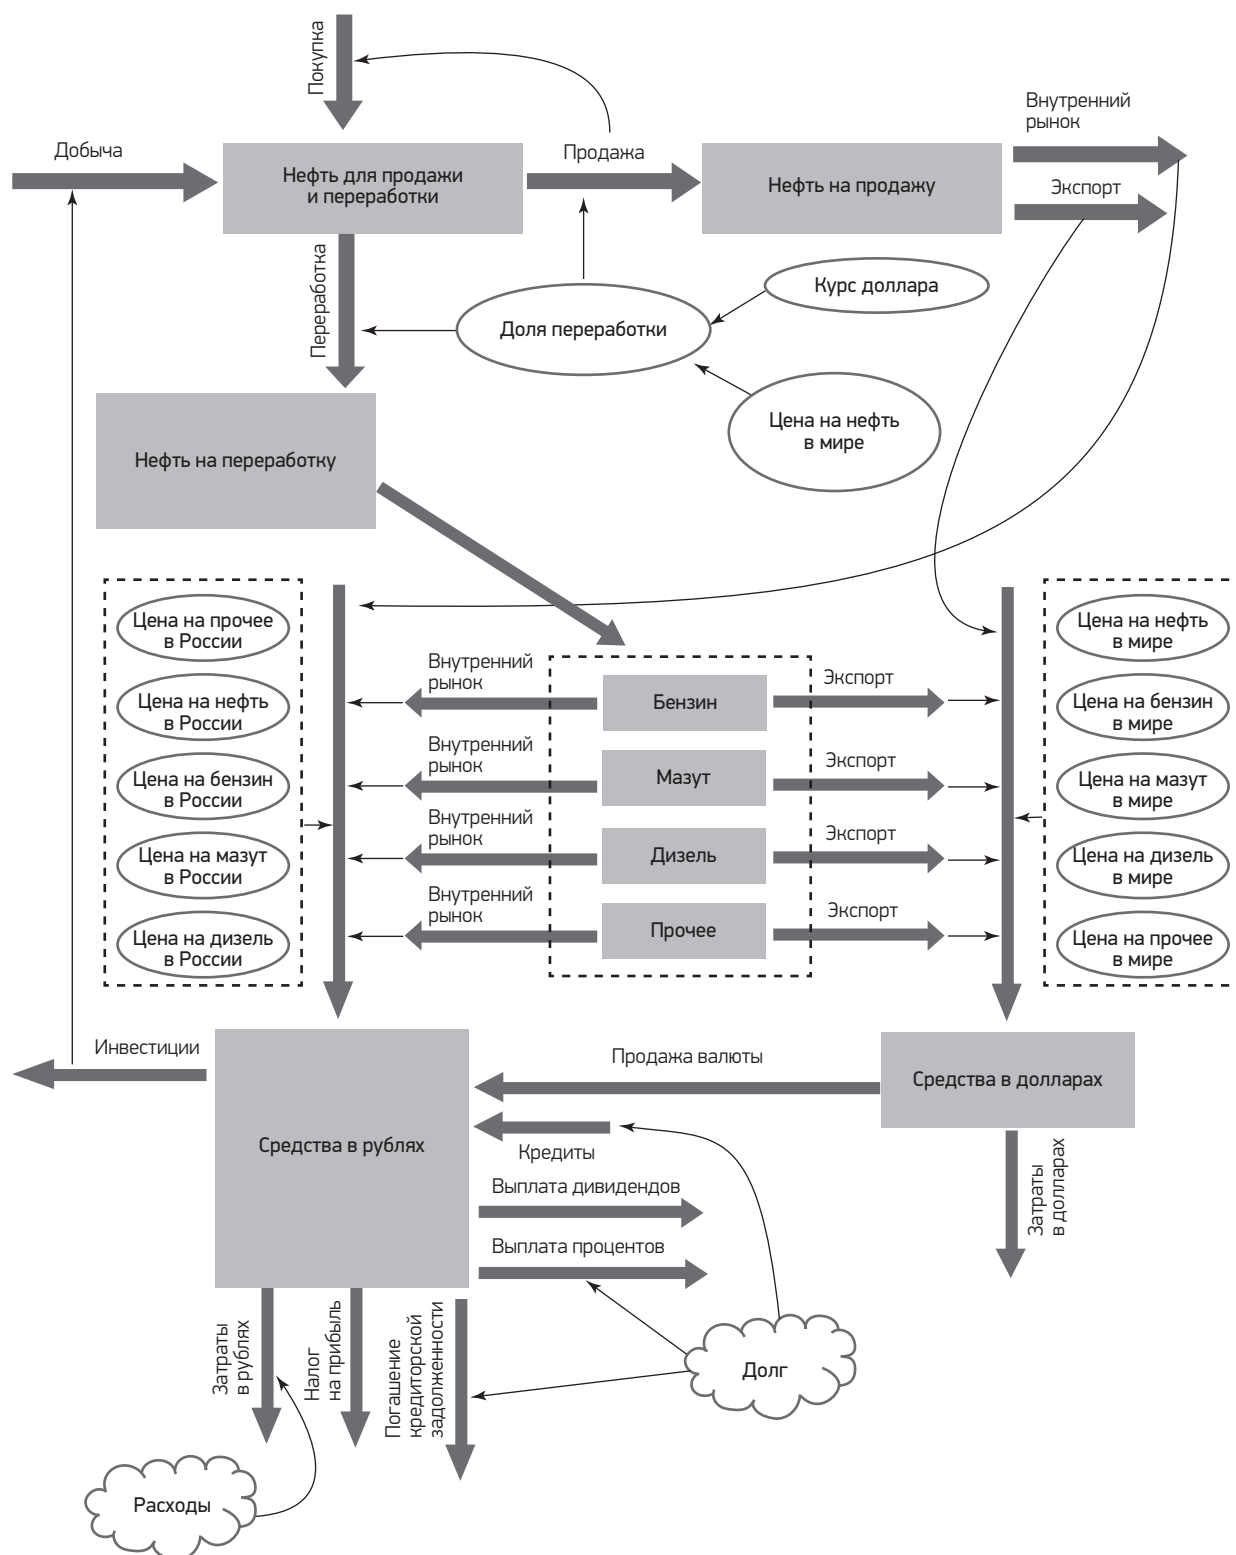 Покупка
Внутренний
рынок
Добыча
Продажа
Нефть для продажи
и переработки
Нефть на продажу
Экспорт
Переработка
Курс доллара
Доля переработки
Цена на нефть
в мире
Нефть на переработку
Цена на прочее
в России
Цена на нефть
в России
Цена на бензин
в России
Цена на мазут
в России
Цена на дизель
в России
Внутренний
рынок
Бензин
Экспорт
Внутренний
рынок
Мазут
Экспорт
Внутренний
рынок
Дизель
Экспорт
Внутренний
рынок
Прочее
Экспорт
Цена на нефть
в мире
Цена на бензин
в мире
Цена на мазут
в мире
Цена на дизель
в мире
Цена на прочее
в мире
Инвестиции
Продажа валюты
Средства в долларах
Средства в рублях
Кредиты
Выплата дивидендов
Выплата процентов
Затраты
в долларах
Затраты
в рублях
Налог
на прибыль
Погашение
кредиторской
задолженности
Долг
Расходы